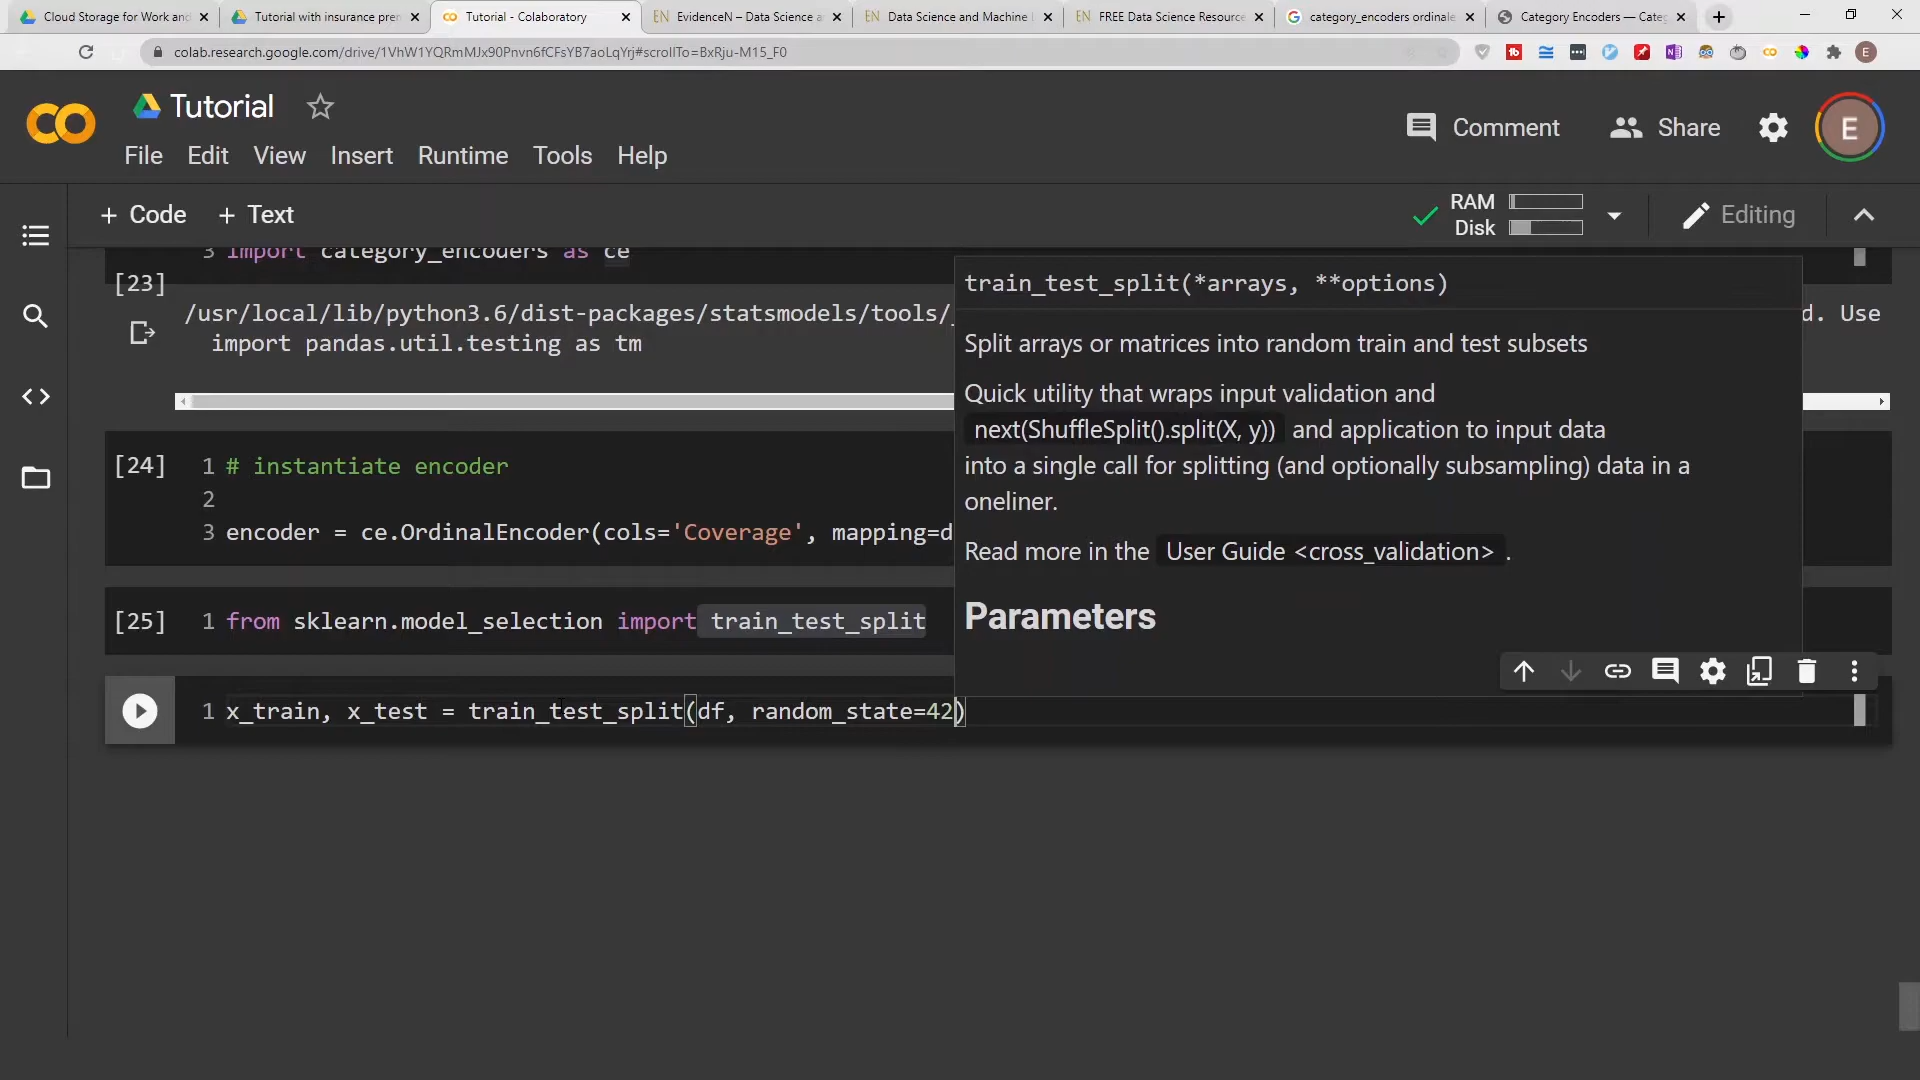 Cloud Storage for Work and
Tutorial with insurance pre
Tutorial - Colaboratory
EN EvidenceN – Data Science a
EN Data Science and Machine
EN FREE Data Science Resource
category_encoders ordinale
Category Encoders — Cate
colab.research.google.com/drive/1VhW1YQRmMJx90Pnvn6fCFsYB7aoLqYrj#scrollTo=BxRju-M15_F0
E
CO
Tutorial
Comment
Share
E
File Edit View Insert Runtime Tools Help
+ Code + Text
RAM
Disk
Editing
3 import category_encoders as ce
[23]
/usr/local/lib/python3.6/dist-packages/statsmodels/tools/_
d. Use
import pandas.util.testing as tm
train_test_split(*arrays, **options)
Split arrays or matrices into random train and test subsets
Quick utility that wraps input validation and
next(ShuffleSplit().split(X, y)) and application to input data
into a single call for splitting (and optionally subsampling) data in a
oneliner.
Read more in the User Guide <cross_validation> .
Parameters
[24]
1 # instantiate encoder
2
3 encoder = ce.OrdinalEncoder(cols='Coverage', mapping=d
[25]
1 from sklearn.model_selection import train_test_split
1 x_train, x_test = train_test_split(df, random_state=42)